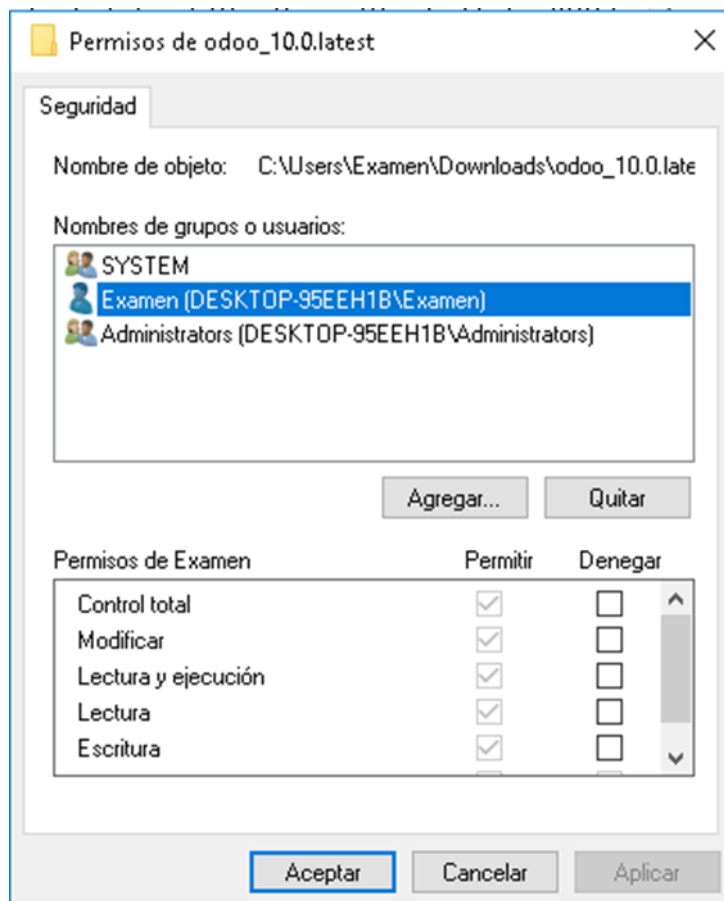 Permisos de odoo_10.0.latest
Seguridad
Nombre de objeto: C:\Users\Examen\Downloads\odoo_10.0.late
Nombres de grupos o usuarios:
SYSTEM
Examen (DESKTOP-95EEH1B\Examen)
Administrators (DESKTOP-95EEH1B\Administrators)
Agregar... Quitar
Permisos de Examen Permitir Denegar
Control total
Modificar
Lectura y ejecución
Lectura
Escritura
Aceptar Cancelar Aplicar